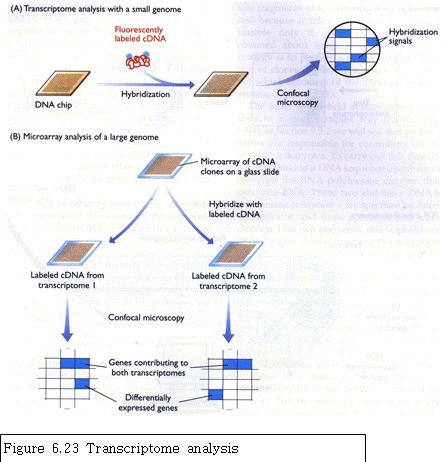 (A) Transcriptome analysis with a small genome
Fluorescently
labeled cDNA
Hybridization
signals
DNA chip
Hybridization
Confocal
microscopy
(B) Microarray analysis of a large genome
Microarray of cDNA
clones on a glass slide
Hybridize with
labeled cDNA
Labeled cDNA from
transcriptome 1
Labeled cDNA from
transcriptome 2
Confocal microscopy
Genes contributing to
both transcriptomes
Differentially
expressed genes
Figure 6.23 Transcriptome analysis